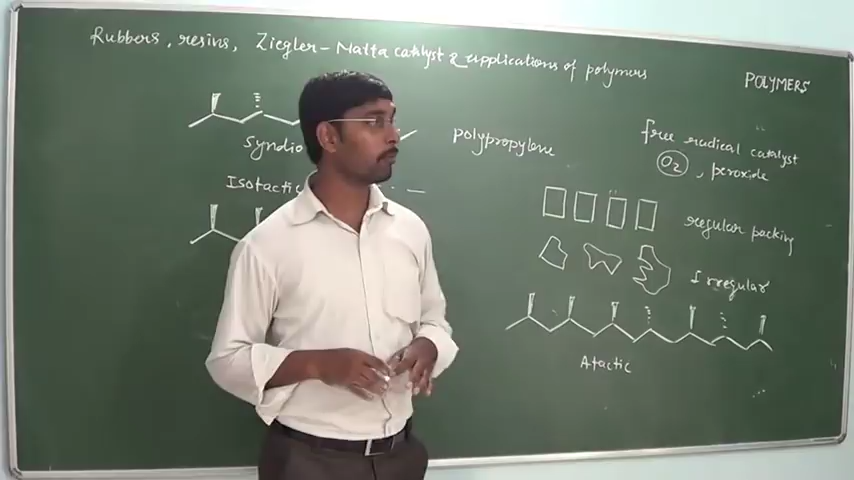 Rubbers, resins, Ziegler-Natta catalyst & applications of polymers
POLYMERS
Syndio
polypropylene
free radical catalyst
O2, peroxide
Isotactic
regular packing
Irregular
Atactic